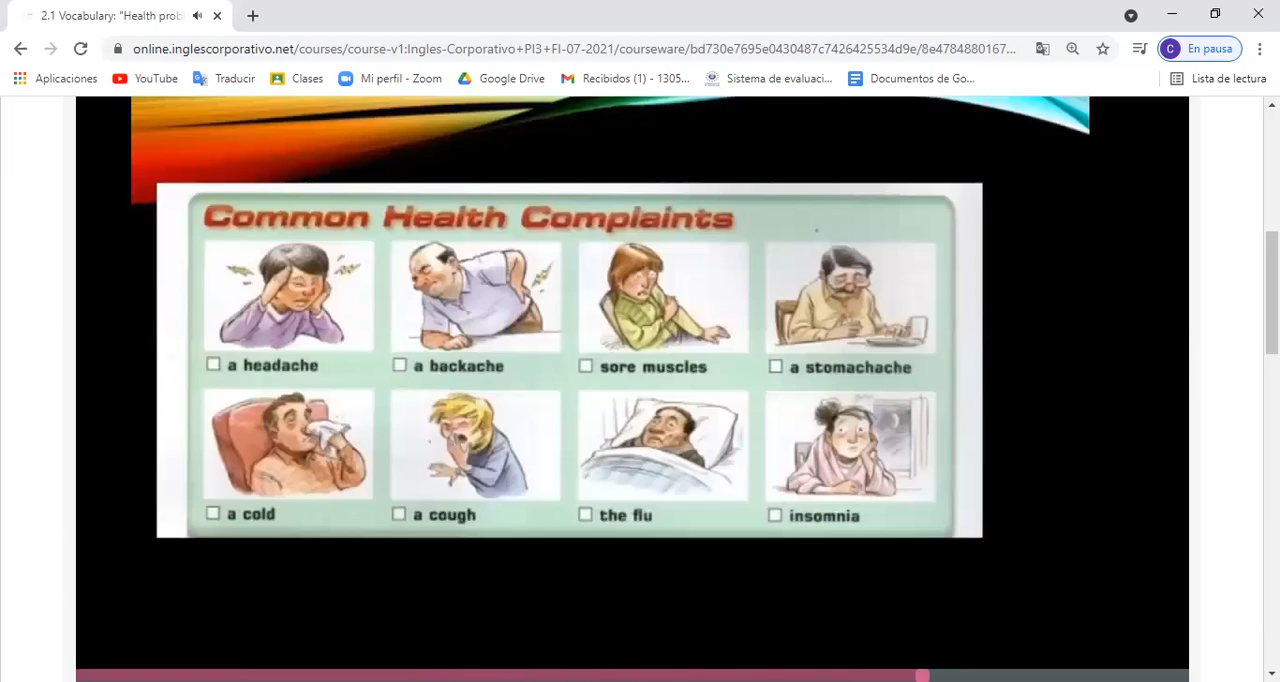 2.1 Vocabulary: "Health prob
online.inglescorporativo.net/courses/course-v1:Ingles-Corporativo+PI3+FI-07-2021/courseware/bd730e7695e0430487c7426425534d9e/8e4784880167...
C En pausa
Aplicaciones YouTube Traducir Clases Mi perfil - Zoom Google Drive Recibidos (1) - 1305... Sistema de evaluaci... Documentos de Go... Lista de lectura
Common Health Complaints
a headache a backache sore muscles a stomachache
a cold a cough the flu insomnia